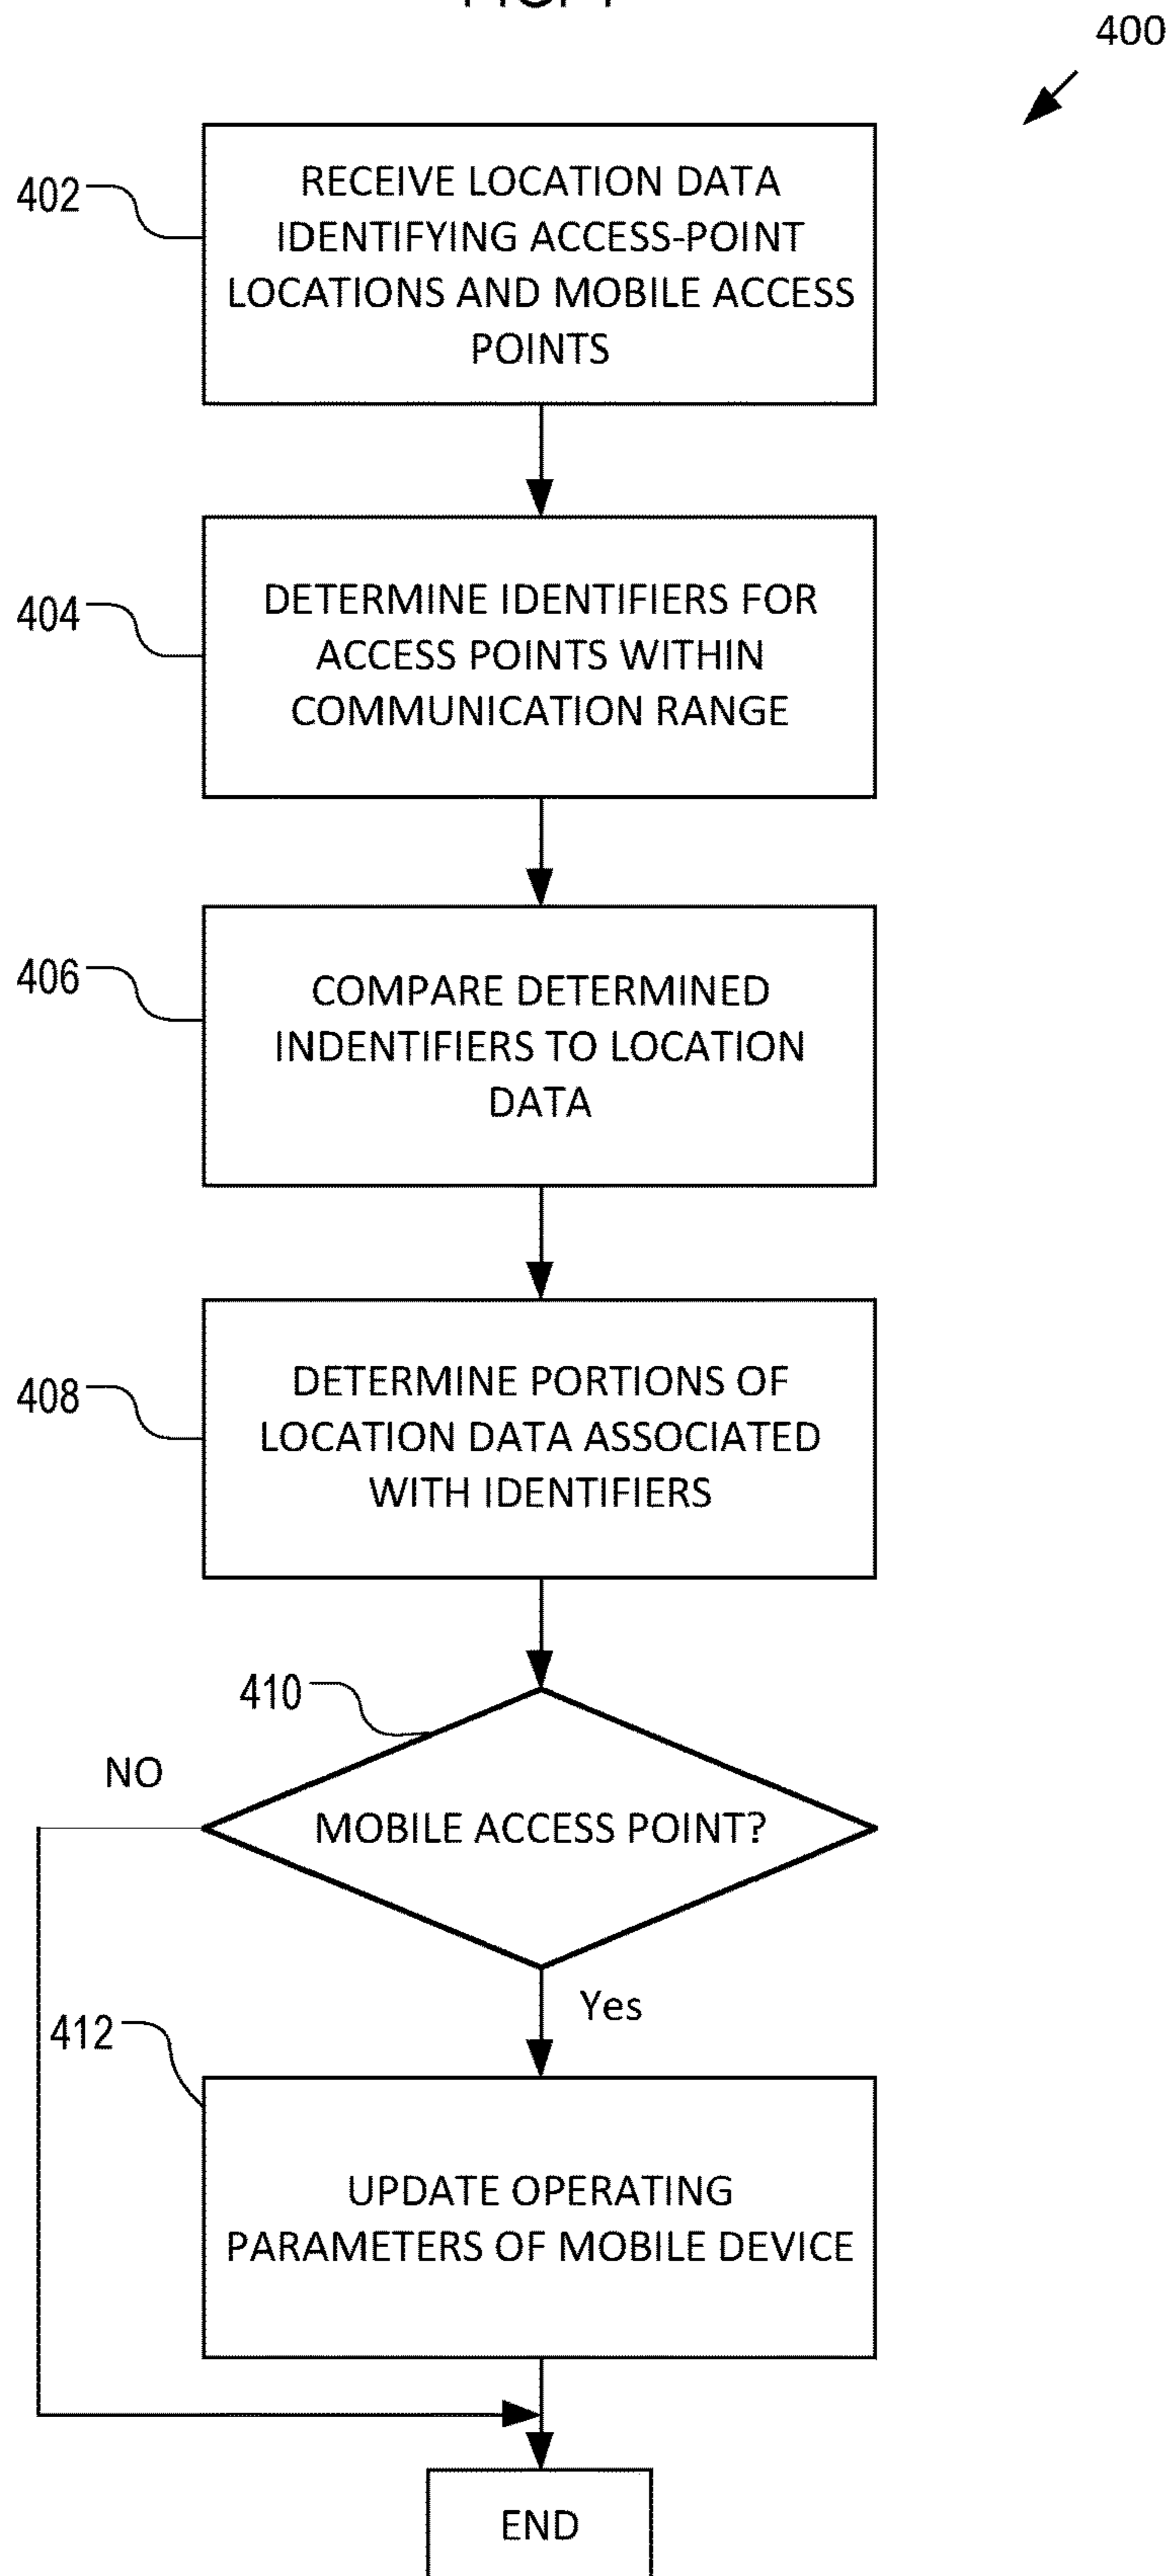 400
402
RECEIVE LOCATION DATA
IDENTIFYING ACCESS-POINT
LOCATIONS AND MOBILE ACCESS
POINTS
404
DETERMINE IDENTIFIERS FOR
ACCESS POINTS WITHIN
COMMUNICATION RANGE
406
COMPARE DETERMINED
INDENTIFIERS TO LOCATION
DATA
408
DETERMINE PORTIONS OF
LOCATION DATA ASSOCIATED
WITH IDENTIFIERS
410
NO
MOBILE ACCESS POINT?
Yes
412
UPDATE OPERATING
PARAMETERS OF MOBILE DEVICE
END